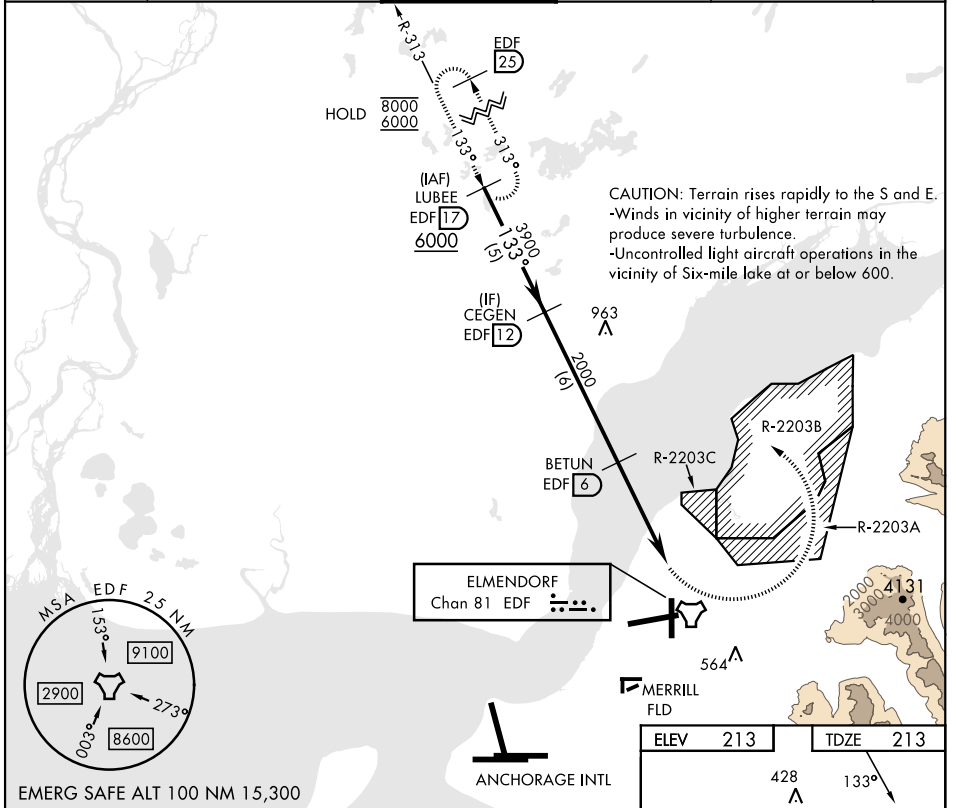 R-313
EDF
25
HOLD
8000
6000
133°
313°
(IAF)
LUBEE
EDF 17
6000
3900
133°
(5)
CAUTION: Terrain rises rapidly to the S and E.
-Winds in vicinity of higher terrain may
produce severe turbulence.
-Uncontrolled light aircraft operations in the
vicinity of Six-mile lake at or below 600.
(IF)
CEGEN
EDF 12
963
2000
(6)
R-2203B
BETUN
EDF 6
R-2203C
R-2203A
ELMENDORF
Chan 81 EDF
2000
3000
4131
4000
564
MERRILL
FLD
MSA EDF 25 NM
153°
9100
2900
273°
003°
8600
ANCHORAGE INTL
ELEV 213
TDZE 213
428
133°
EMERG SAFE ALT 100 NM 15,300